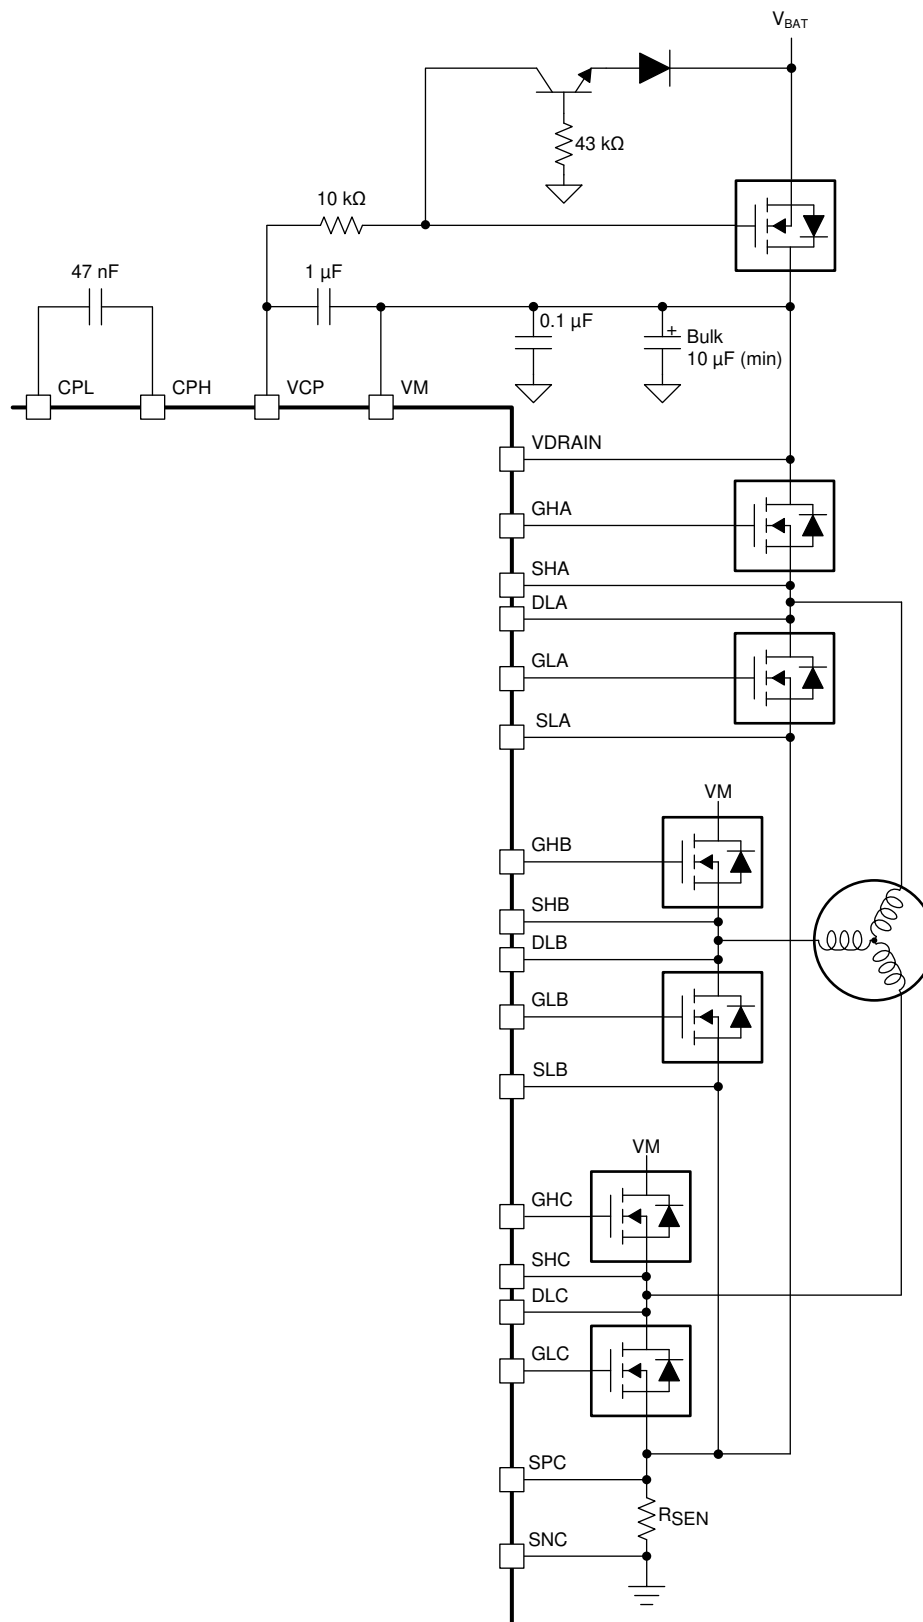 VBAT
43 kΩ
10 kΩ
47 nF
1 µF
0.1 µF
+
Bulk
10 µF (min)
CPL
CPH
VCP
VM
VDRAIN
GHA
SHA
DLA
GLA
SLA
VM
GHB
SHB
DLB
GLB
SLB
VM
GHC
SHC
DLC
GLC
SPC
RSEN
SNC